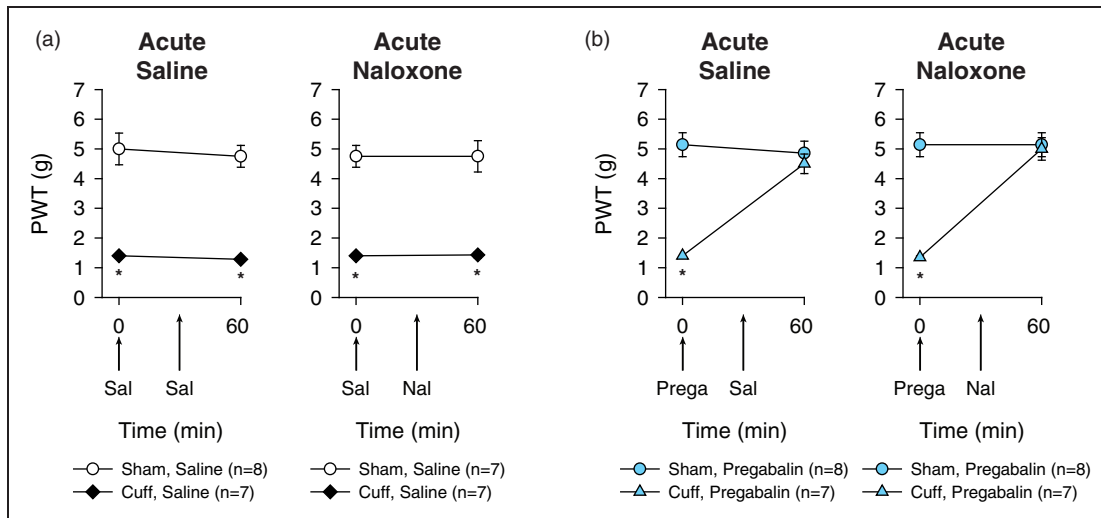 (a)
Acute
Saline
7
6
5
4
3
2
1
0
PWT (g)
*
*
0
60
Sal
Sal
Time (min)
Sham, Saline (n=8)
Cuff, Saline (n=7)
Acute
Naloxone
7
6
5
4
3
2
1
0
*
*
0
60
Sal
Nal
Time (min)
Sham, Saline (n=7)
Cuff, Saline (n=7)
(b)
Acute
Saline
7
6
5
4
3
2
1
0
PWT (g)
*
0
60
Prega
Sal
Time (min)
Sham, Pregabalin (n=8)
Cuff, Pregabalin (n=7)
Acute
Naloxone
7
6
5
4
3
2
1
0
*
0
60
Prega
Nal
Time (min)
Sham, Pregabalin (n=8)
Cuff, Pregabalin (n=7)